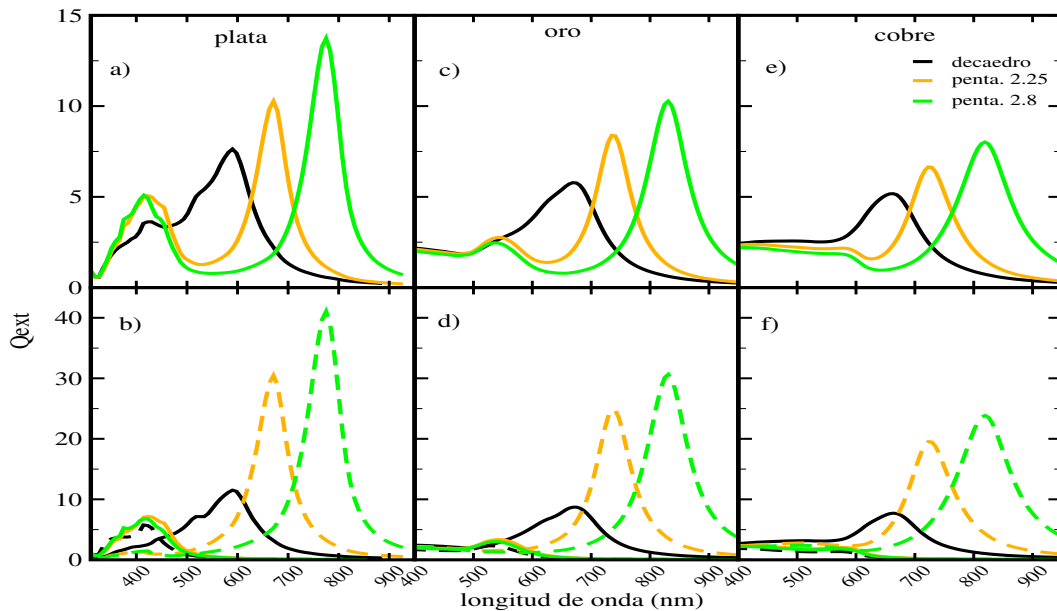 15
10
5
0
plata
a)
oro
c)
cobre
e)
decaedro
penta. 2.25
penta. 2.8
Qext
40
30
20
10
0
b)
d)
f)
400
500
600
700
800
900
400
500
600
700
800
900
400
500
600
700
800
900
longitud de onda (nm)